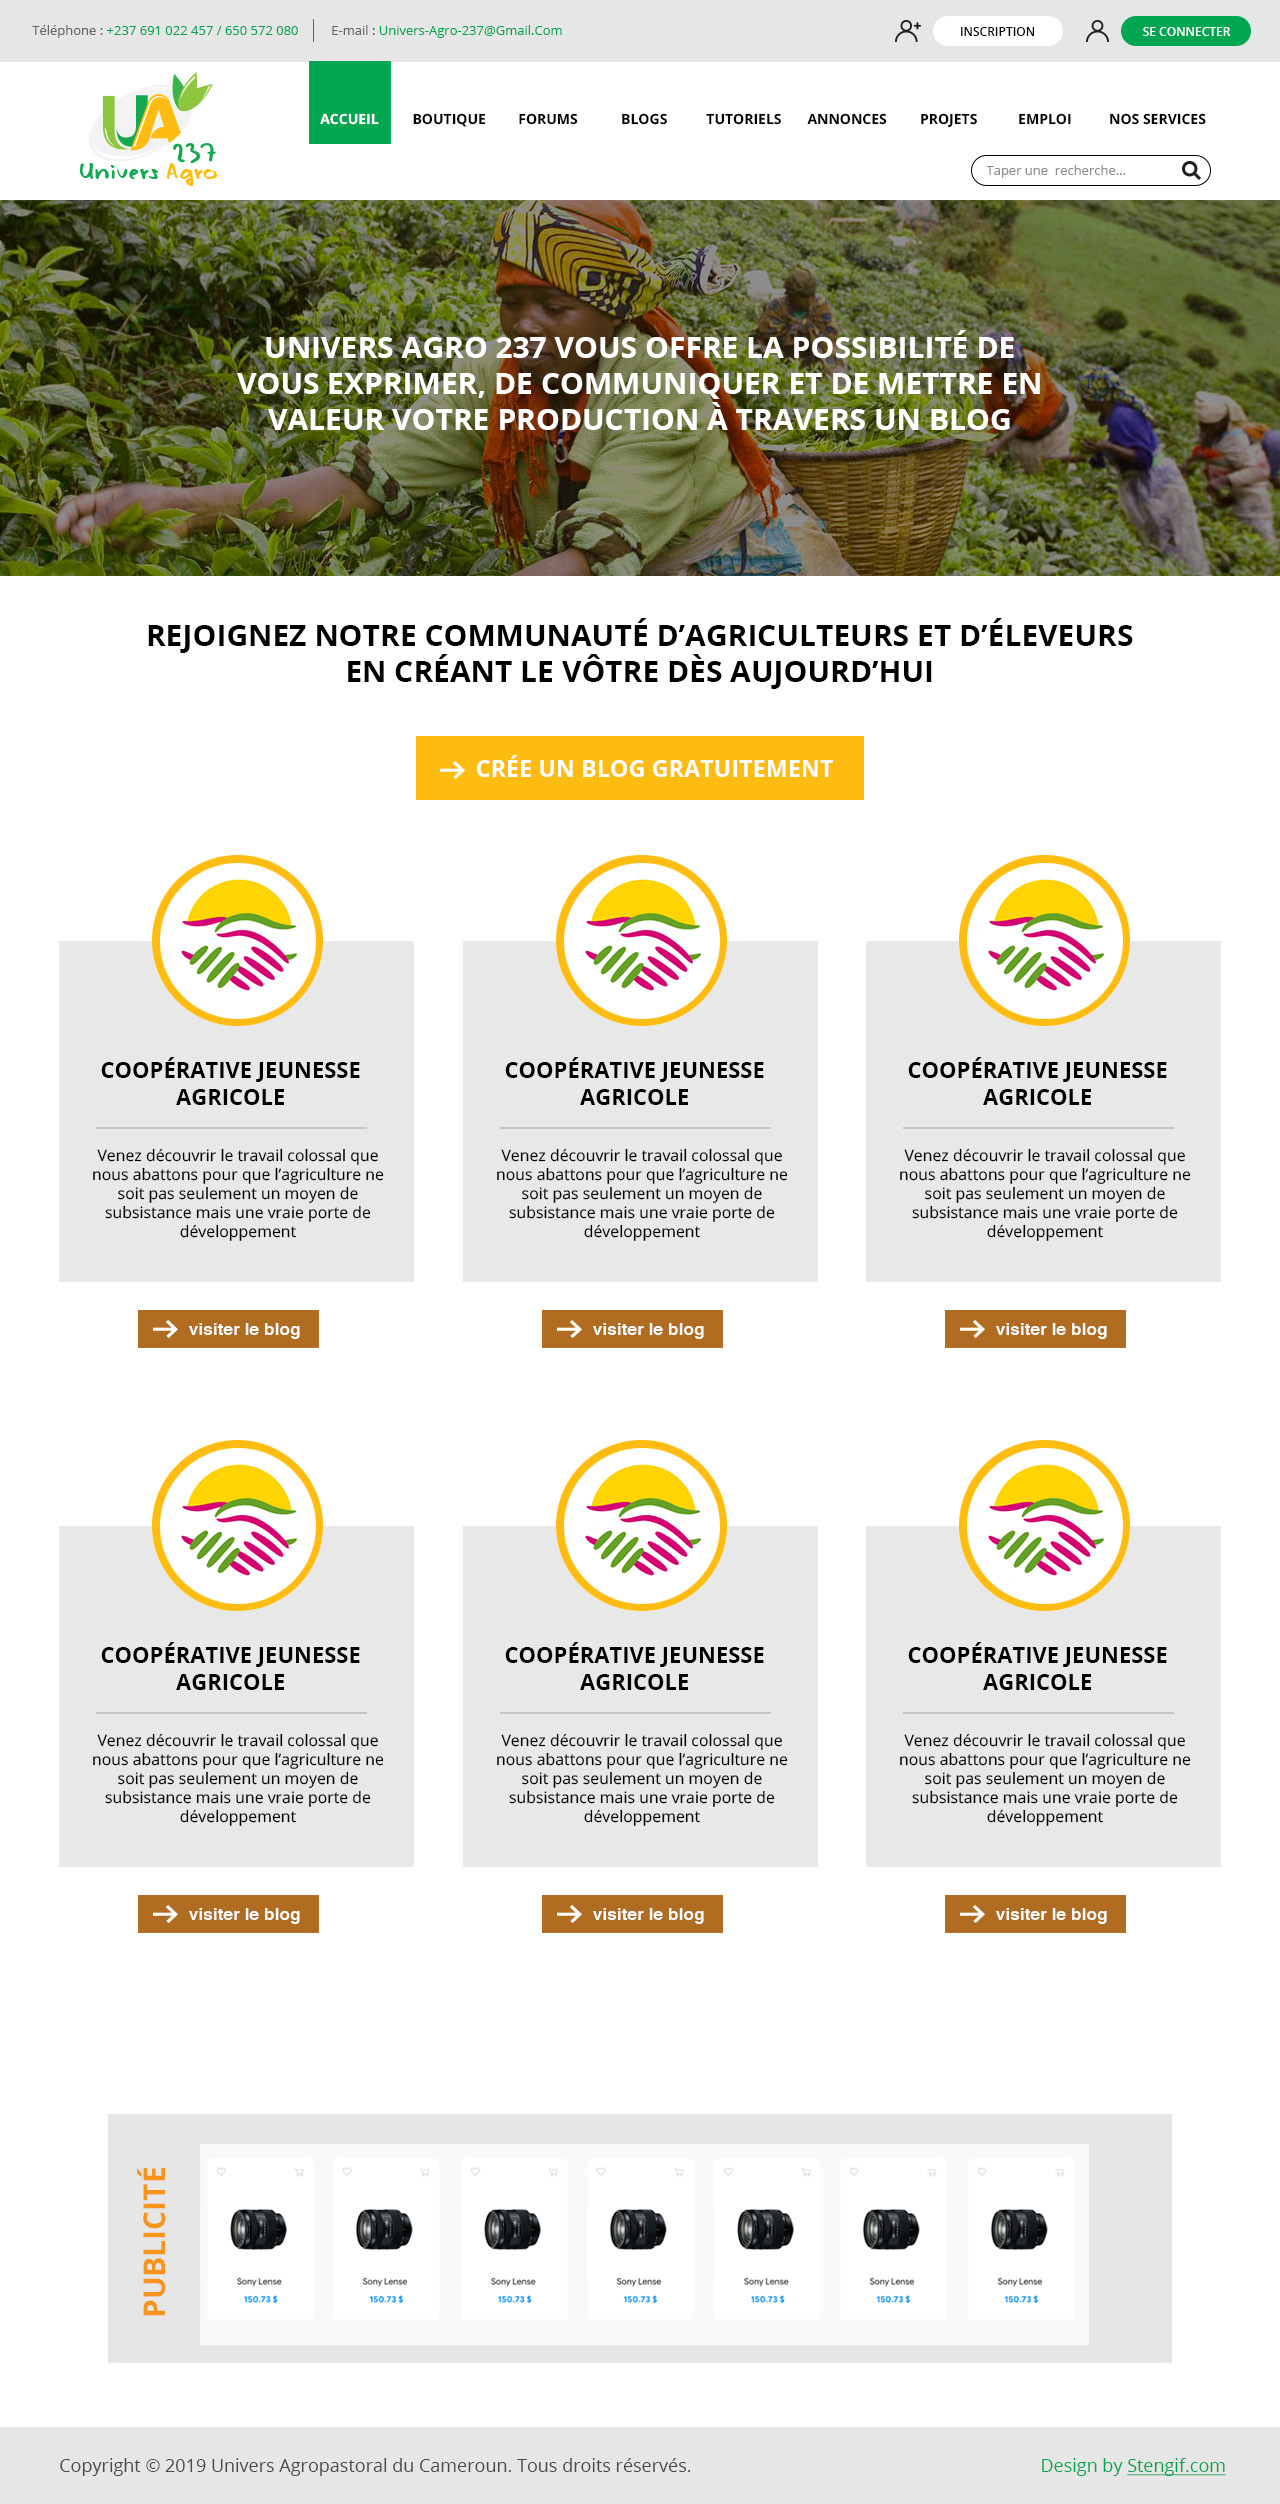 Téléphone : +237 691 022 457 / 650 572 080
E-mail : Univers-Agro-237@Gmail.Com
INSCRIPTION
SE CONNECTER
UA
237
Univers Agro
ACCUEIL
BOUTIQUE
FORUMS
BLOGS
TUTORIELS
ANNONCES
PROJETS
EMPLOI
NOS SERVICES
Taper une recherche...
UNIVERS AGRO 237 VOUS OFFRE LA POSSIBILITÉ DE
VOUS EXPRIMER, DE COMMUNIQUER ET DE METTRE EN
VALEUR VOTRE PRODUCTION À TRAVERS UN BLOG
REJOIGNEZ NOTRE COMMUNAUTÉ D’AGRICULTEURS ET D’ÉLEVEURS
EN CRÉANT LE VÔTRE DÈS AUJOURD’HUI
CRÉE UN BLOG GRATUITEMENT
COOPÉRATIVE JEUNESSE
AGRICOLE
Venez découvrir le travail colossal que
nous abattons pour que l’agriculture ne
soit pas seulement un moyen de
subsistance mais une vraie porte de
développement
visiter le blog
COOPÉRATIVE JEUNESSE
AGRICOLE
Venez découvrir le travail colossal que
nous abattons pour que l’agriculture ne
soit pas seulement un moyen de
subsistance mais une vraie porte de
développement
visiter le blog
COOPÉRATIVE JEUNESSE
AGRICOLE
Venez découvrir le travail colossal que
nous abattons pour que l’agriculture ne
soit pas seulement un moyen de
subsistance mais une vraie porte de
développement
visiter le blog
COOPÉRATIVE JEUNESSE
AGRICOLE
Venez découvrir le travail colossal que
nous abattons pour que l’agriculture ne
soit pas seulement un moyen de
subsistance mais une vraie porte de
développement
visiter le blog
COOPÉRATIVE JEUNESSE
AGRICOLE
Venez découvrir le travail colossal que
nous abattons pour que l’agriculture ne
soit pas seulement un moyen de
subsistance mais une vraie porte de
développement
visiter le blog
COOPÉRATIVE JEUNESSE
AGRICOLE
Venez découvrir le travail colossal que
nous abattons pour que l’agriculture ne
soit pas seulement un moyen de
subsistance mais une vraie porte de
développement
visiter le blog
PUBLICITÉ
Sony Lense
150.73 $
Sony Lense
150.73 $
Sony Lense
150.73 $
Sony Lense
150.73 $
Sony Lense
150.73 $
Sony Lense
150.73 $
Sony Lense
150.73 $
Copyright © 2019 Univers Agropastoral du Cameroun. Tous droits réservés.
Design by Stengif.com